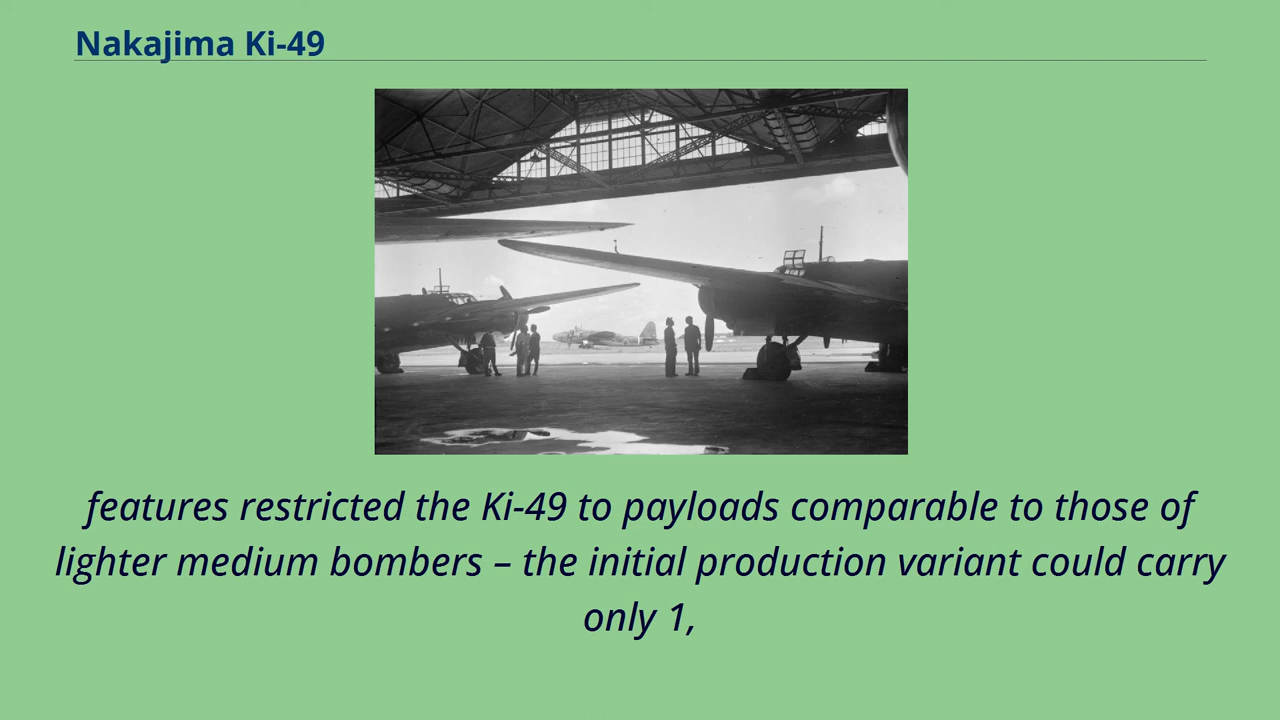 Nakajima Ki-49
features restricted the Ki-49 to payloads comparable to those of
lighter medium bombers – the initial production variant could carry
only 1,